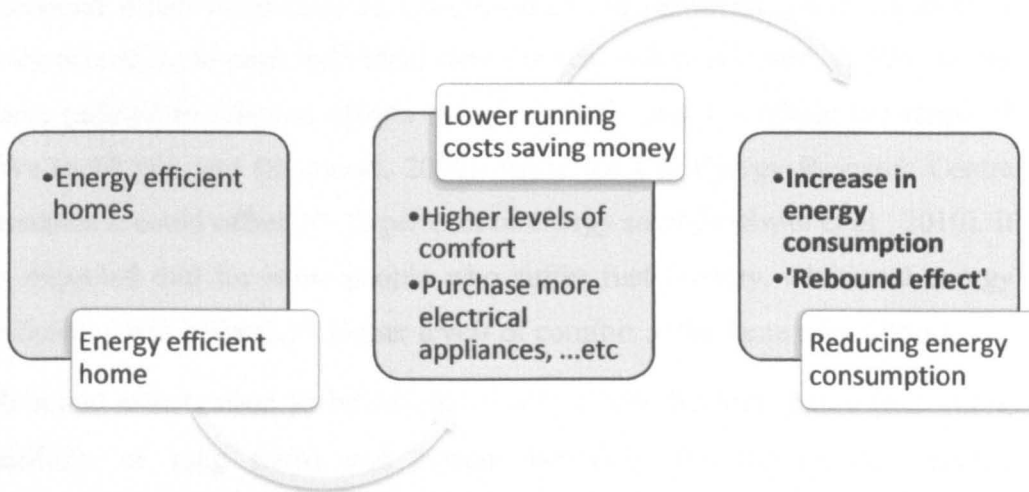 •Energy efficient
homes
Energy efficient
home
Lower running
costs saving money
•Higher levels of
comfort
•Purchase more
electrical
appliances, ...etc
•Increase in
energy
consumption
•'Rebound effect'
Reducing energy
consumption